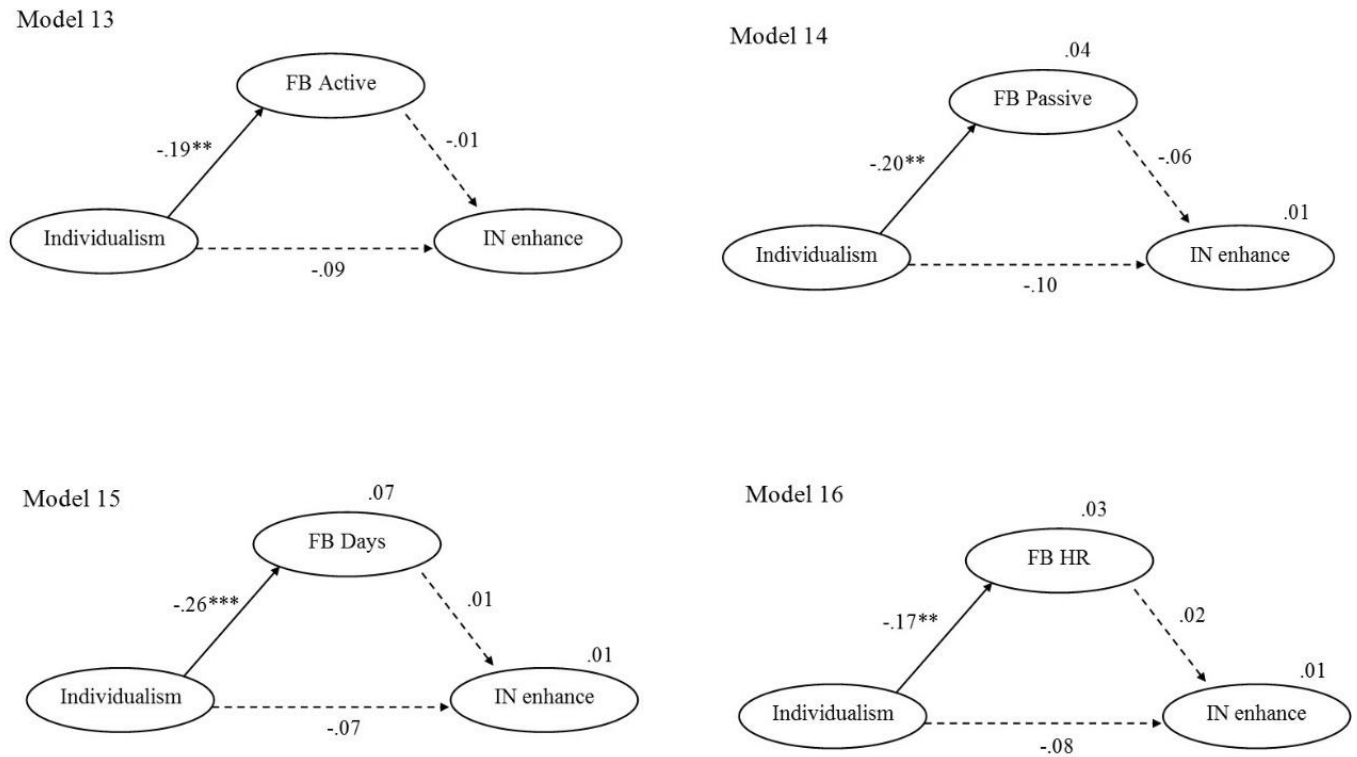 Model 13
FB Active
-.19**
-.01
Individualism
IN enhance
-.09
Model 14
.04
FB Passive
-.20**
-.06
.01
Individualism
IN enhance
-.10
Model 15
.07
FB Days
-.26***
.01
.01
Individualism
IN enhance
-.07
Model 16
.03
FB HR
-.17**
.02
.01
Individualism
IN enhance
-.08